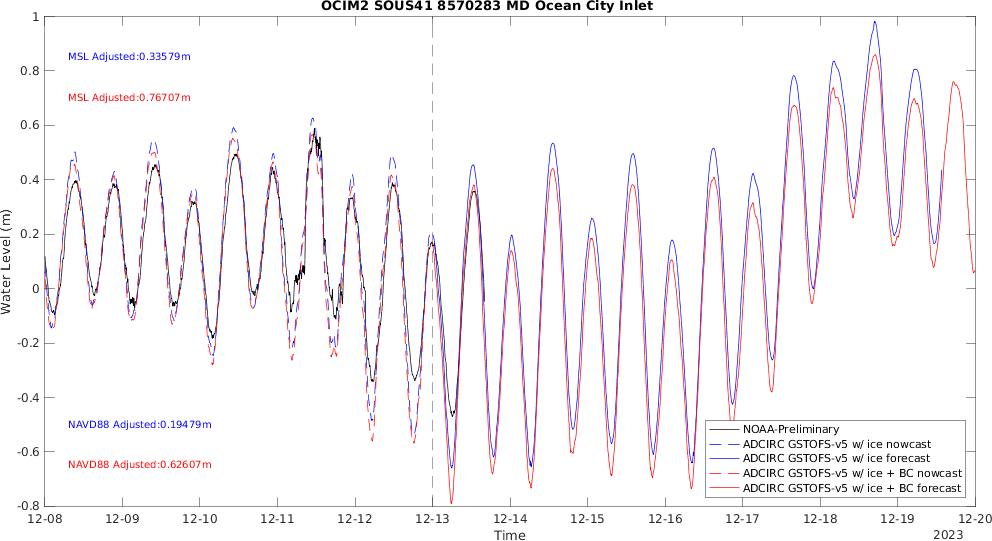 OCIM2 SOUS41 8570283 MD Ocean City Inlet
1
0.8
0.6
0.4
0.2
0
-0.2
-0.4
-0.6
-0.8
Water Level (m)
MSL Adjusted:0.33579m
MSL Adjusted:0.76707m
NAVD88 Adjusted:0.19479m
NAVD88 Adjusted:0.62607m
NOAA-Preliminary
ADCIRC GSTOFS-v5 w/ ice nowcast
ADCIRC GSTOFS-v5 w/ ice forecast
ADCIRC GSTOFS-v5 w/ ice + BC nowcast
ADCIRC GSTOFS-v5 w/ ice + BC forecast
12-08 12-09 12-10 12-11 12-12 12-13 12-14 12-15 12-16 12-17 12-18 12-19 12-20
Time
2023